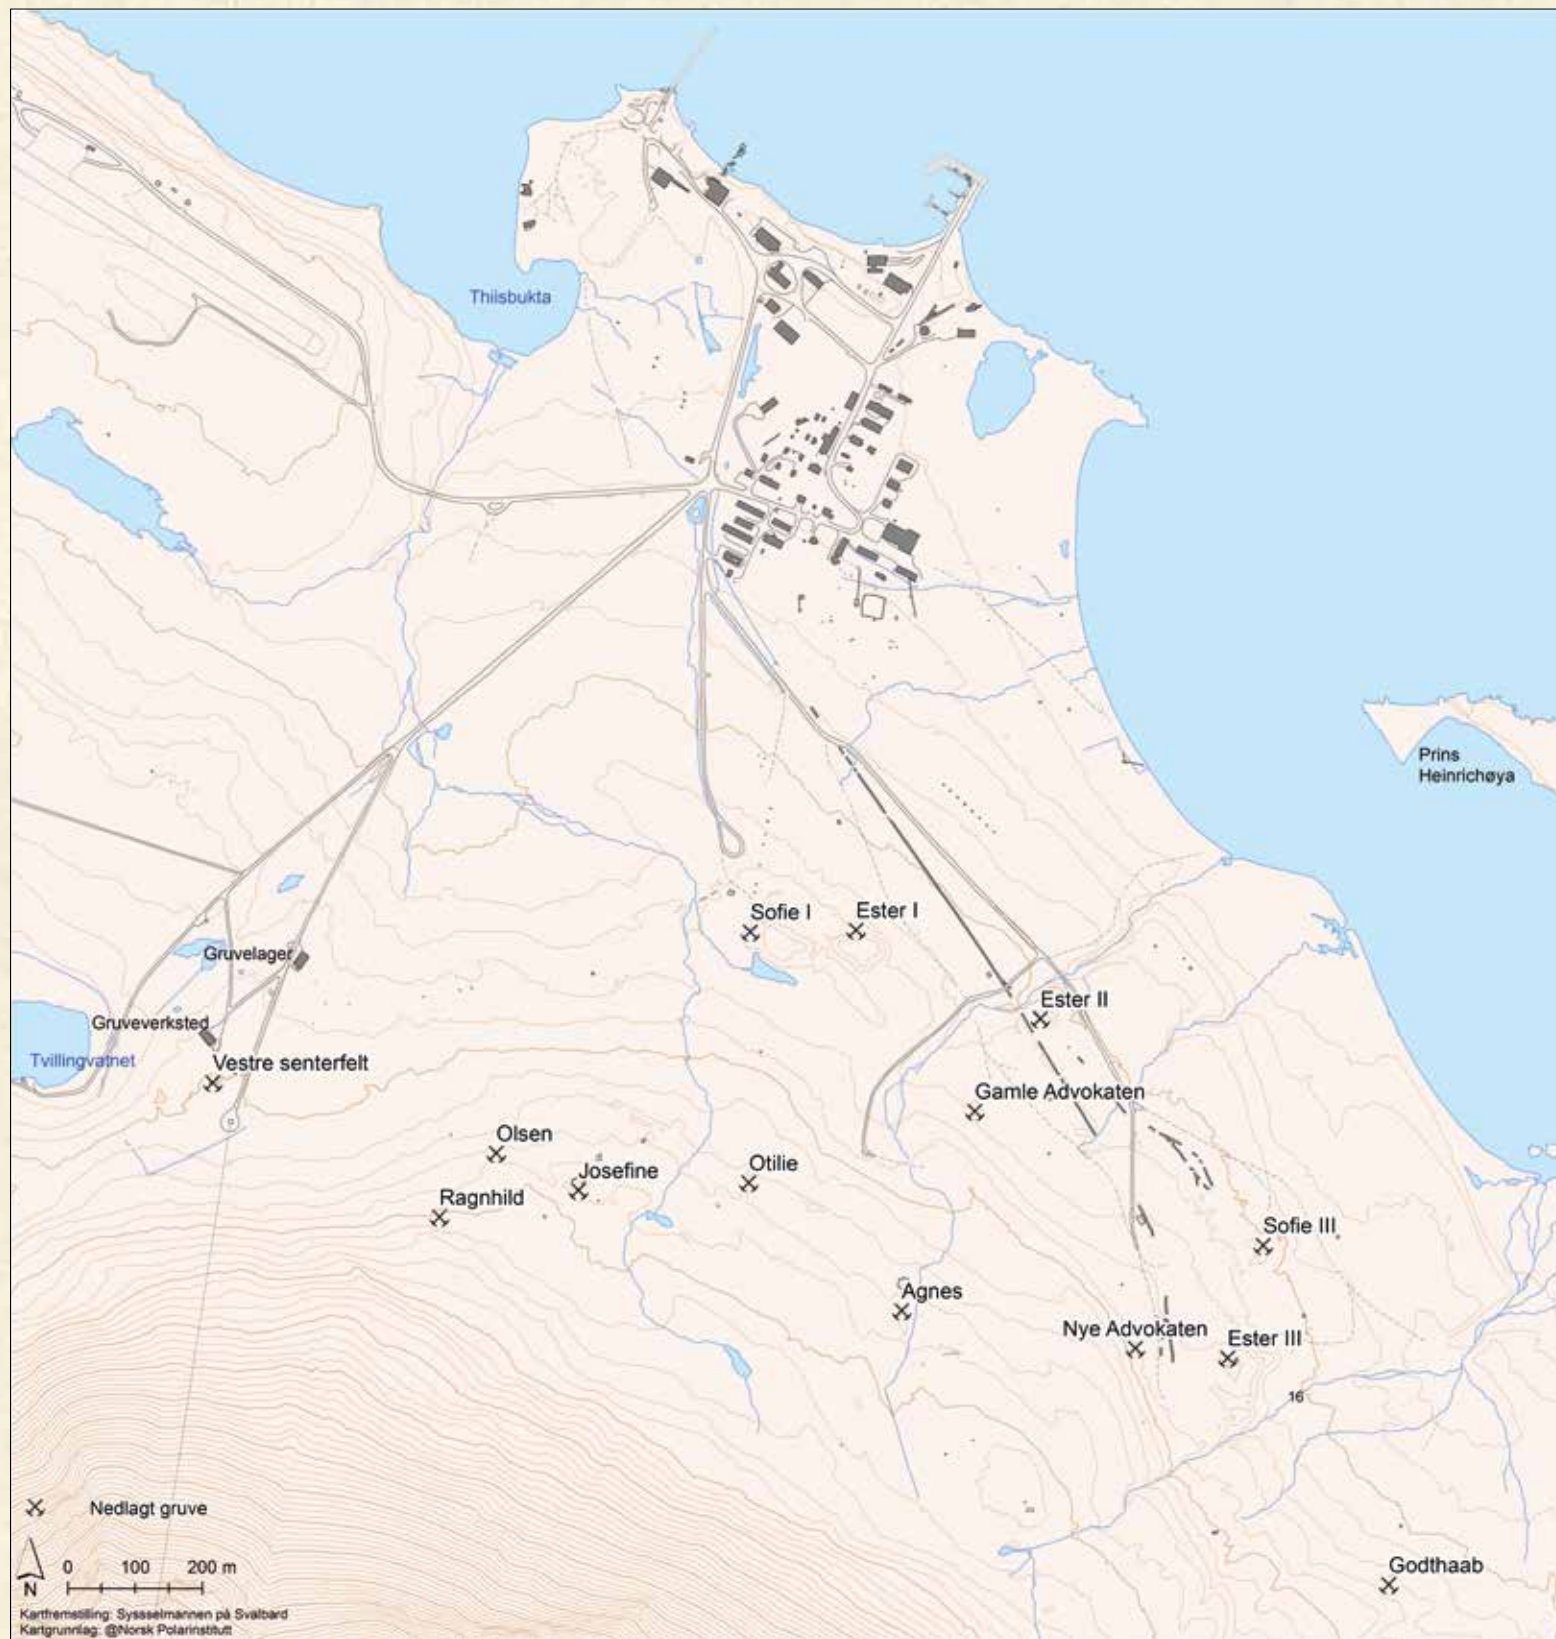 Thiisbukta
Prins
Heinrichøya
Sofie I
Ester I
Gruvelager
Ester II
Gruveverksted
Tvillingvatnet
Vestre senterfelt
Gamle Advokaten
Olsen
Josefine
Otilie
Ragnhild
Sofie III
Agnes
Nye Advokaten
Ester III
16
Nedlagt gruve
Godthaab
0 100 200 m
N
Kartfremstilling: Sysselmannen på Svalbard
Kartgrunnlag: @Norsk Polarinstitutt